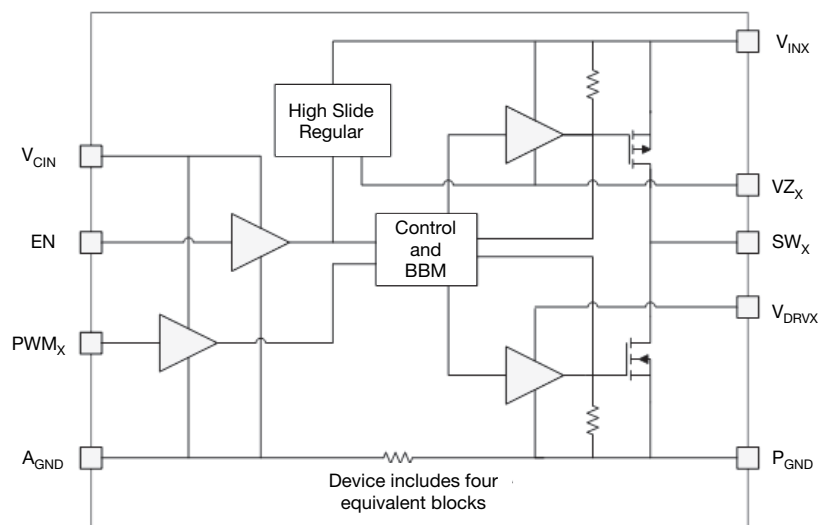 V_INX
High Slide
Regular
V_CIN
VZ_X
EN
Control
and
BBM
SW_X
V_DRVX
PWM_X
A_GND
P_GND
Device includes four
equivalent blocks